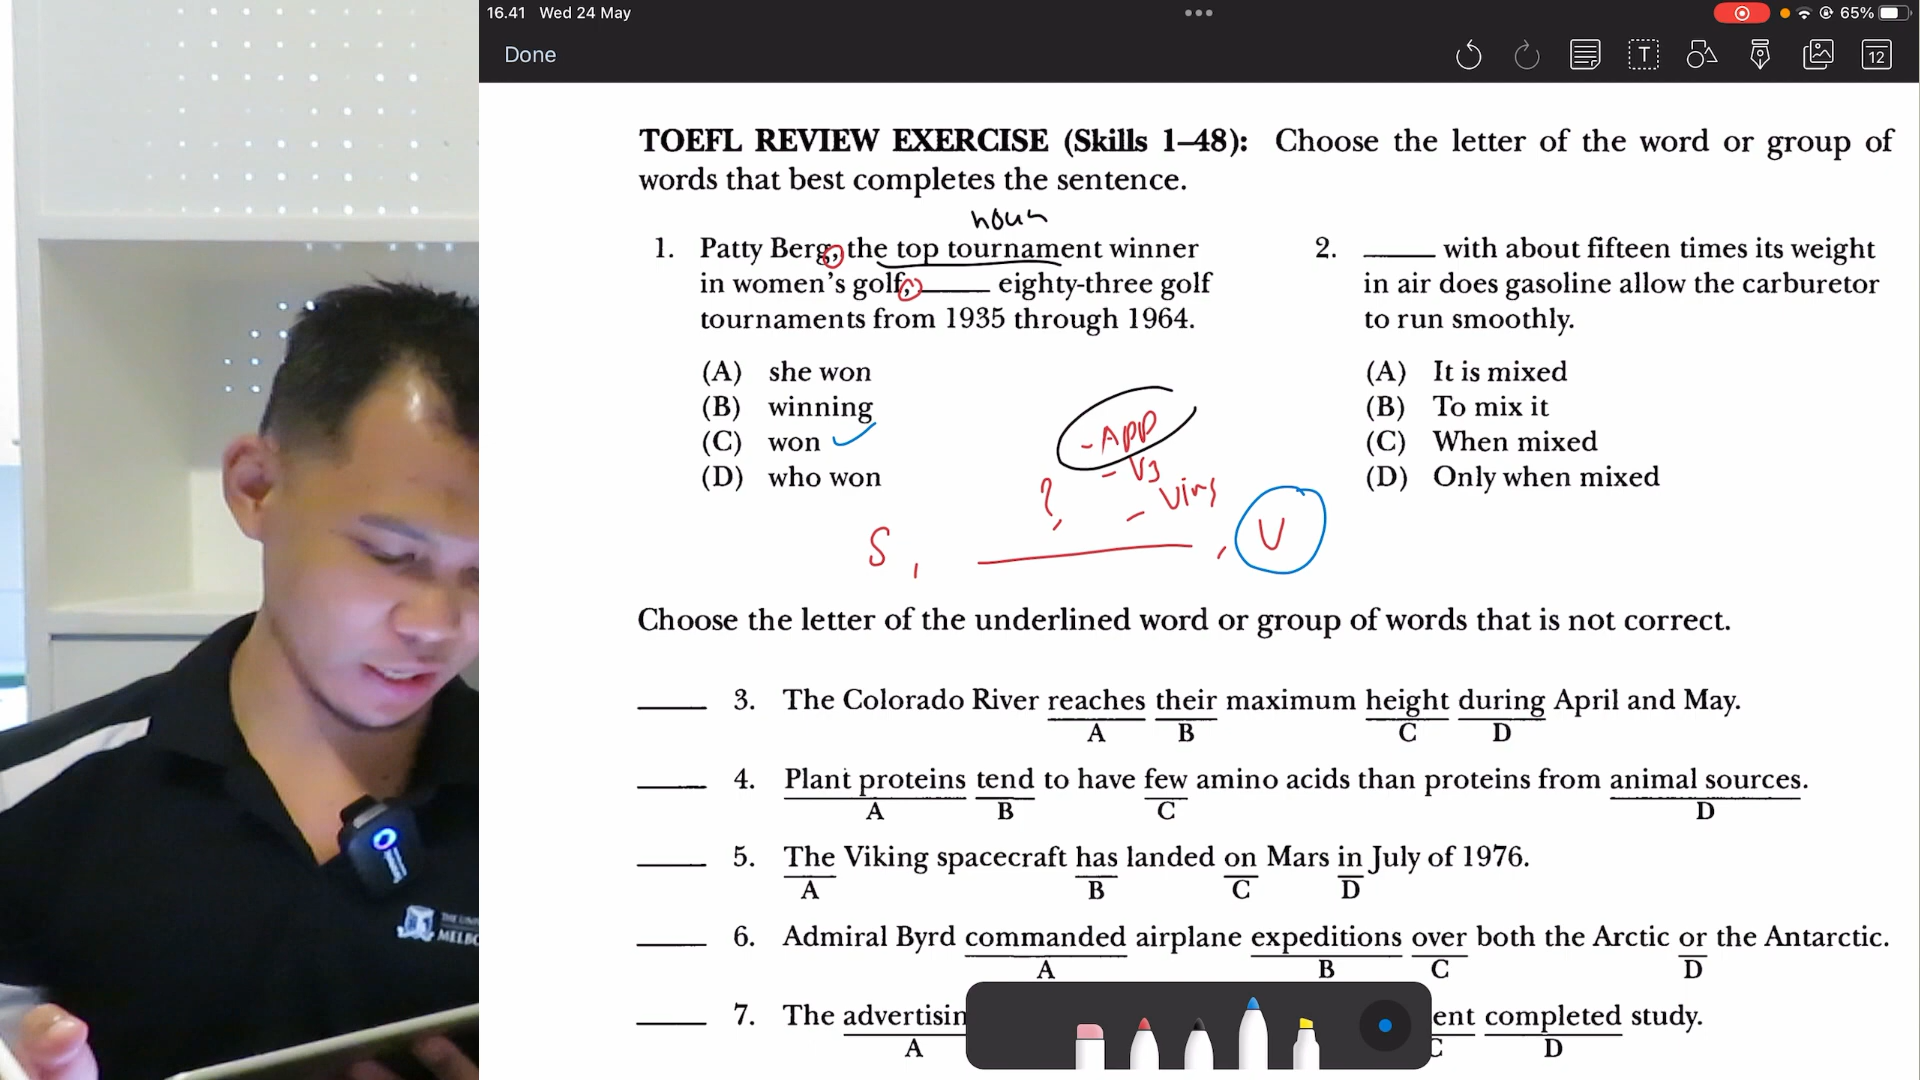 16.41 Wed 24 May
65%
Done
T
12
TOEFL REVIEW EXERCISE (Skills 1–48): Choose the letter of the word or group of
words that best completes the sentence.
noun
1. Patty Berg, the top tournament winner
in women's golf, ____ eighty-three golf
tournaments from 1935 through 1964.
(A) she won
(B) winning
(C) won
(D) who won
2. ____ with about fifteen times its weight
in air does gasoline allow the carburetor
to run smoothly.
(A) It is mixed
(B) To mix it
(C) When mixed
(D) Only when mixed
- APP
- V3
- Ving
?
S, ____, V
Choose the letter of the underlined word or group of words that is not correct.
____ 3. The Colorado River reaches their maximum height during April and May.
A B C D
____ 4. Plant proteins tend to have few amino acids than proteins from animal sources.
A B C D
____ 5. The Viking spacecraft has landed on Mars in July of 1976.
A B C D
____ 6. Admiral Byrd commanded airplane expeditions over both the Arctic or the Antarctic.
A B C D
____ 7. The advertisin ent completed study.
A C D